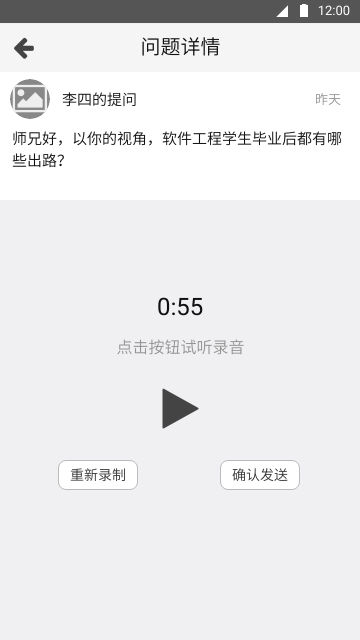 12:00
问题详情
李四的提问
昨天
师兄好，以你的视角，软件工程学生毕业后都有哪
些出路？
0:55
点击按钮试听录音
重新录制
确认发送